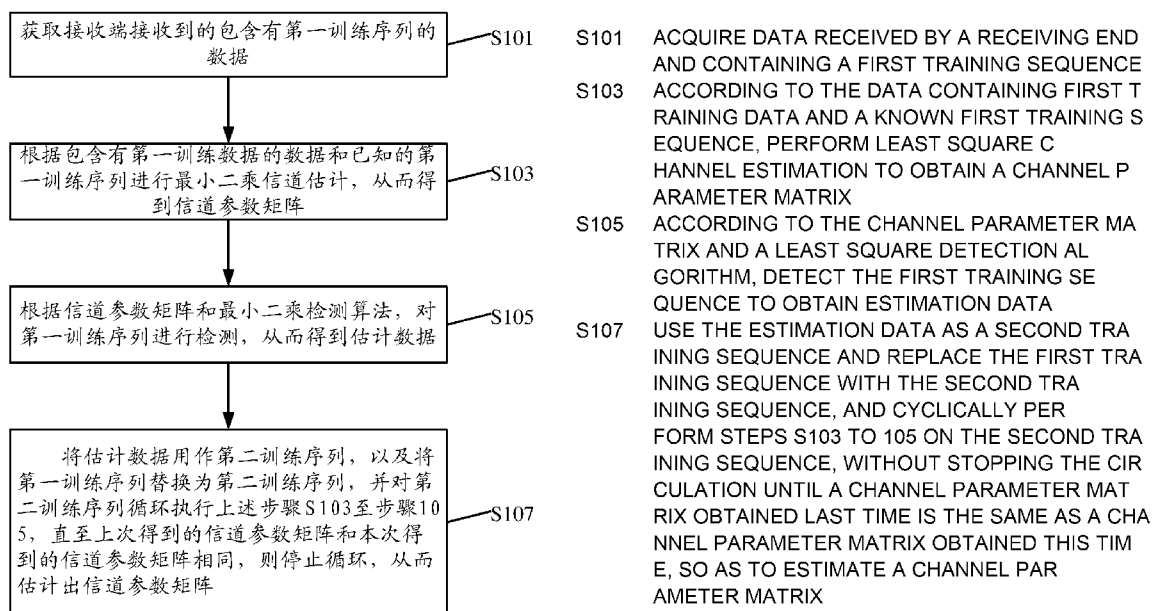 获取接收端接收到的包含有第一训练序列的
数据
S101
根据包含有第一训练数据的数据和已知的第
一训练序列进行最小二乘信道估计，从而得
到信道参数矩阵
S103
根据信道参数矩阵和最小二乘检测算法，对
第一训练序列进行检测，从而得到估计数据
S105
将估计数据用作第二训练序列，以及将
第一训练序列替换为第二训练序列，并对第
二训练序列循环执行上述步骤S103至步骤10
5，直至上次得到的信道参数矩阵和本次得
到的信道参数矩阵相同，则停止循环，从而
估计出信道参数矩阵
S107
S101 ACQUIRE DATA RECEIVED BY A RECEIVING END
AND CONTAINING A FIRST TRAINING SEQUENCE
S103 ACCORDING TO THE DATA CONTAINING FIRST T
RAINING DATA AND A KNOWN FIRST TRAINING S
EQUENCE, PERFORM LEAST SQUARE C
HANNEL ESTIMATION TO OBTAIN A CHANNEL P
ARAMETER MATRIX
S105 ACCORDING TO THE CHANNEL PARAMETER MA
TRIX AND A LEAST SQUARE DETECTION AL
GORITHM, DETECT THE FIRST TRAINING SE
QUENCE TO OBTAIN ESTIMATION DATA
S107 USE THE ESTIMATION DATA AS A SECOND TRA
INING SEQUENCE AND REPLACE THE FIRST TRA
INING SEQUENCE WITH THE SECOND TRA
INING SEQUENCE, AND CYCLICALLY PER
FORM STEPS S103 TO 105 ON THE SECOND TRA
INING SEQUENCE, WITHOUT STOPPING THE CIR
CULATION UNTIL A CHANNEL PARAMETER MAT
RIX OBTAINED LAST TIME IS THE SAME AS A CHA
NNEL PARAMETER MATRIX OBTAINED THIS TIM
E, SO AS TO ESTIMATE A CHANNEL PAR
AMETER MATRIX